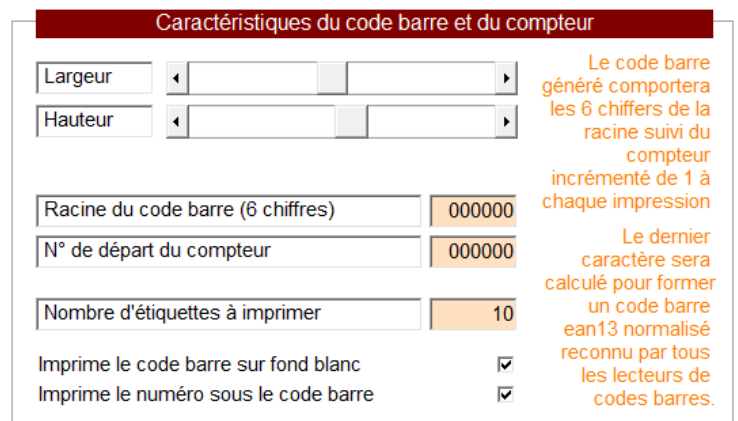 Caractéristiques du code barre et du compteur
Largeur
Hauteur
Le code barre
généré comportera
les 6 chiffers de la
racine suivi du
compteur
incrémenté de 1 à
chaque impression
Racine du code barre (6 chiffres) 000000
N° de départ du compteur 000000
Nombre d'étiquettes à imprimer 10
Le dernier
caractère sera
calculé pour former
un code barre
ean13 normalisé
reconnu par tous
les lecteurs de
codes barres.
Imprime le code barre sur fond blanc
Imprime le numéro sous le code barre